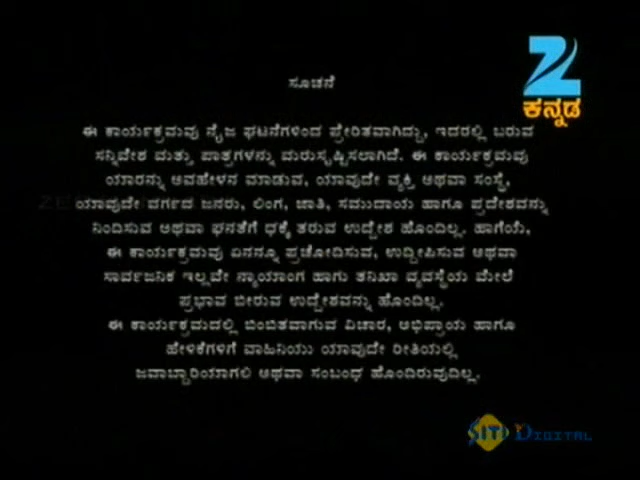 ಕನ್ನಡ
ಸೂಚನೆ
ಈ ಕಾರ್ಯಕ್ರಮವು ನೈಜ ಘಟನೆಗಳಿಂದ ಪ್ರೇರಿತವಾಗಿದ್ದು, ಇದರಲ್ಲಿ ಬರುವ
ಸನ್ನಿವೇಶ ಮತ್ತು ಪಾತ್ರಗಳನ್ನು ಮರುಸೃಷ್ಟಿಸಲಾಗಿದೆ. ಈ ಕಾರ್ಯಕ್ರಮವು
ಯಾರನ್ನು ಅವಹೇಳನ ಮಾಡುವ, ಯಾವುದೇ ವ್ಯಕ್ತಿ ಅಥವಾ ಸಂಸ್ಥೆ,
ಯಾವುದೇ ವರ್ಗದ ಜನರು, ಲಿಂಗ, ಜಾತಿ, ಸಮುದಾಯ ಹಾಗೂ ಪ್ರದೇಶವನ್ನು
ನಿಂದಿಸುವ ಅಥವಾ ಘನತೆಗೆ ಧಕ್ಕೆ ತರುವ ಉದ್ದೇಶ ಹೊಂದಿಲ್ಲ. ಹಾಗೆಯೆ,
ಈ ಕಾರ್ಯಕ್ರಮವು ಏನನ್ನೂ ಪ್ರಚೋದಿಸುವ, ಉದ್ದೀಪಿಸುವ ಅಥವಾ
ಸಾರ್ವಜನಿಕ ಇಲ್ಲವೇ ನ್ಯಾಯಾಂಗ ಹಾಗು ತನಿಖಾ ವ್ಯವಸ್ಥೆಯ ಮೇಲೆ
ಪ್ರಭಾವ ಬೀರುವ ಉದ್ದೇಶವನ್ನು ಹೊಂದಿಲ್ಲ.
ಈ ಕಾರ್ಯಕ್ರಮದಲ್ಲಿ ಬಿಂಬಿತವಾಗುವ ವಿಚಾರ, ಅಭಿಪ್ರಾಯ ಹಾಗೂ
ಹೇಳಿಕೆಗಳಿಗೆ ವಾಹಿನಿಯು ಯಾವುದೇ ರೀತಿಯಲ್ಲಿ
ಜವಾಬ್ದಾರಿಯಾಗಲಿ ಅಥವಾ ಸಂಬಂಧ ಹೊಂದಿರುವುದಿಲ್ಲ.
SITI DIGITAL